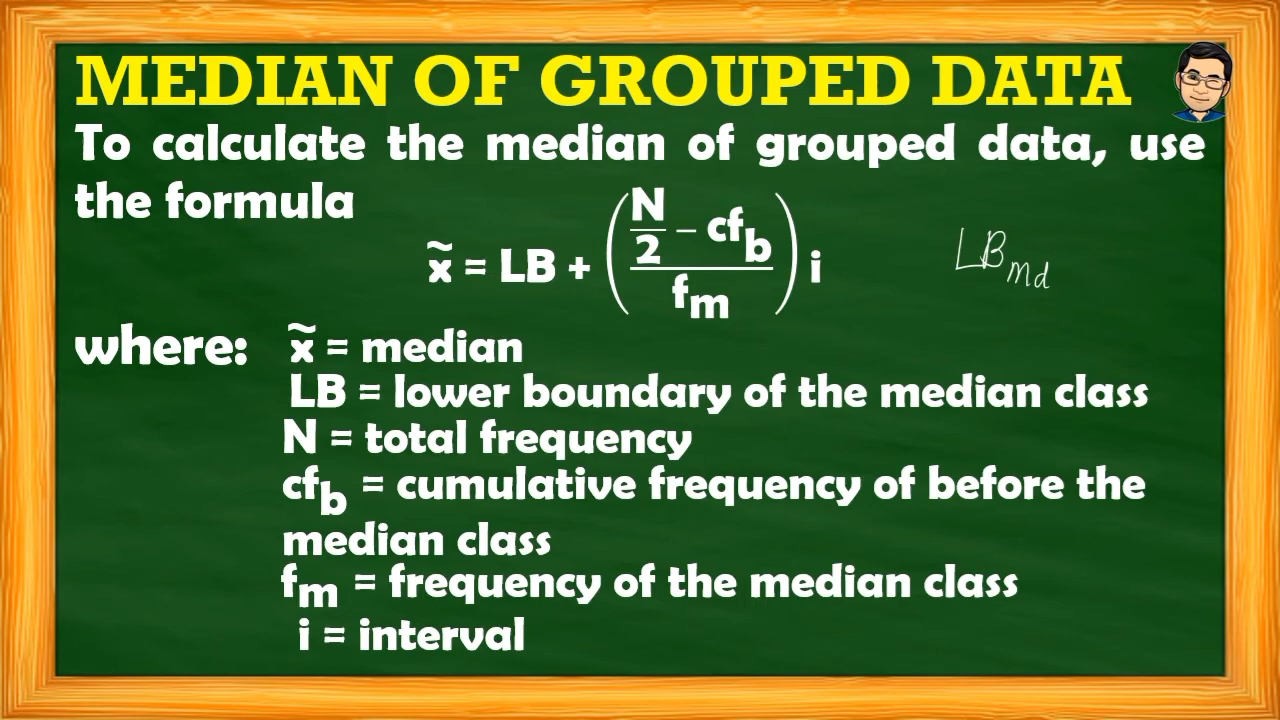 MEDIAN OF GROUPED DATA
To calculate the median of grouped data, use
the formula
x̃ = LB + ((N/2 − cf_b)/f_m) i
LB_Md
where: x̃ = median
LB = lower boundary of the median class
N = total frequency
cf_b = cumulative frequency of before the
median class
f_m = frequency of the median class
i = interval